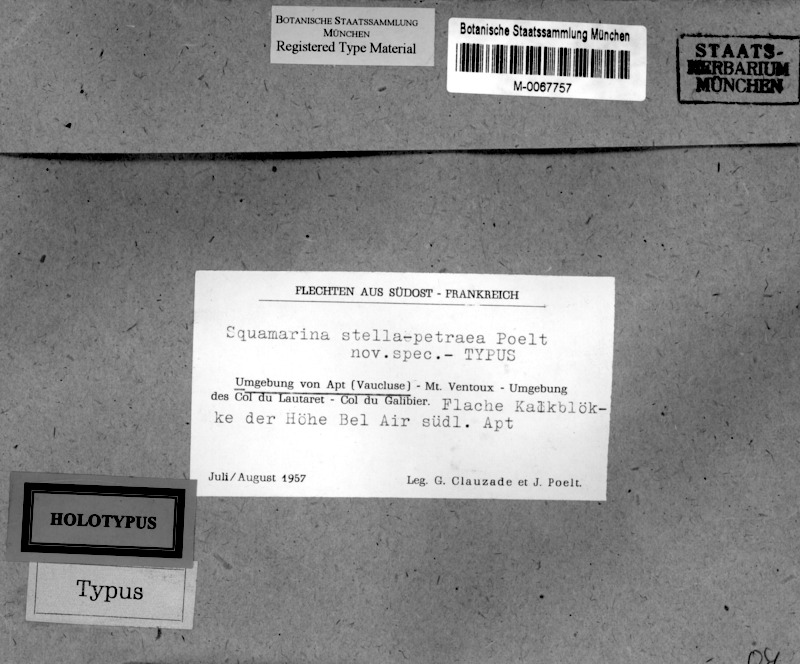 BOTANISCHE STAATSSAMMLUNG
MÜNCHEN
Registered Type Material
Botanische Staatssammlung München
M-0067757
STAATS-
HERBARIUM
MÜNCHEN
FLECHTEN AUS SÜDOST - FRANKREICH
Squamarina stella-petraea Poelt
nov.spec.- TYPUS
Umgebung von Apt (Vaucluse) - Mt. Ventoux - Umgebung
des Col du Lautaret - Col du Galibier. Flache Kalkblök-
ke der Höhe Bel Air südl. Apt
Juli/August 1957
Leg. G. Clauzade et J. Poelt.
HOLOTYPUS
Typus